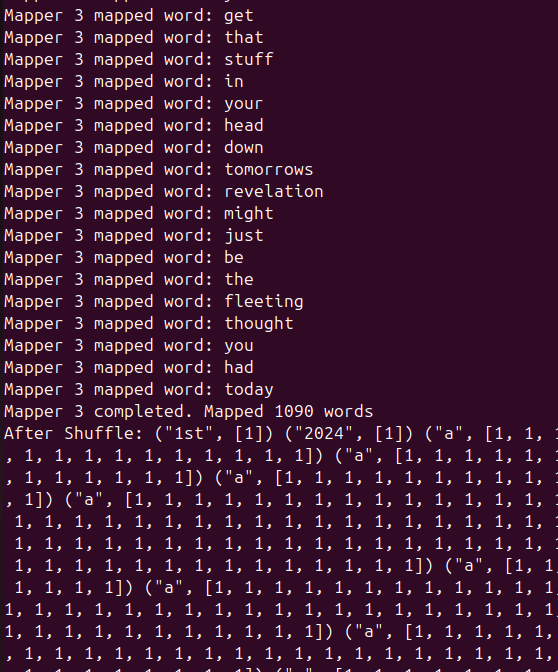 Mapper 3 mapped word: get
Mapper 3 mapped word: that
Mapper 3 mapped word: stuff
Mapper 3 mapped word: in
Mapper 3 mapped word: your
Mapper 3 mapped word: head
Mapper 3 mapped word: down
Mapper 3 mapped word: tomorrows
Mapper 3 mapped word: revelation
Mapper 3 mapped word: might
Mapper 3 mapped word: just
Mapper 3 mapped word: be
Mapper 3 mapped word: the
Mapper 3 mapped word: fleeting
Mapper 3 mapped word: thought
Mapper 3 mapped word: you
Mapper 3 mapped word: had
Mapper 3 mapped word: today
Mapper 3 completed. Mapped 1090 words
After Shuffle: ("1st", [1]) ("2024", [1]) ("a", [1, 1, 1
, 1, 1, 1, 1, 1, 1, 1, 1, 1, 1]) ("a", [1, 1, 1, 1, 1, 1
, 1, 1, 1, 1, 1, 1]) ("a", [1, 1, 1, 1, 1, 1, 1, 1, 1, 1
, 1]) ("a", [1, 1, 1, 1, 1, 1, 1, 1, 1, 1, 1, 1, 1, 1, 1,
1, 1, 1, 1, 1, 1, 1, 1, 1, 1, 1, 1, 1, 1, 1, 1, 1, 1, 1,
1, 1, 1, 1, 1, 1, 1, 1, 1, 1, 1, 1, 1, 1, 1, 1, 1, 1, 1,
1, 1, 1, 1, 1, 1, 1, 1, 1, 1, 1, 1, 1, 1]) ("a", [1, 1,
1, 1, 1, 1]) ("a", [1, 1, 1, 1, 1, 1, 1, 1, 1, 1, 1, 1,
1, 1, 1, 1, 1, 1, 1, 1, 1, 1, 1, 1, 1, 1, 1, 1, 1, 1, 1, 1, 1, 1, 1, 1, 1,
1, 1, 1, 1, 1, 1, 1, 1, 1, 1, 1]) ("a", [1, 1, 1, 1, 1,
, 1, 1, 1, 1, 1, 1, 1, 1, 1, 1, 1, 1, 1, 1, 1, 1, 1, 1,